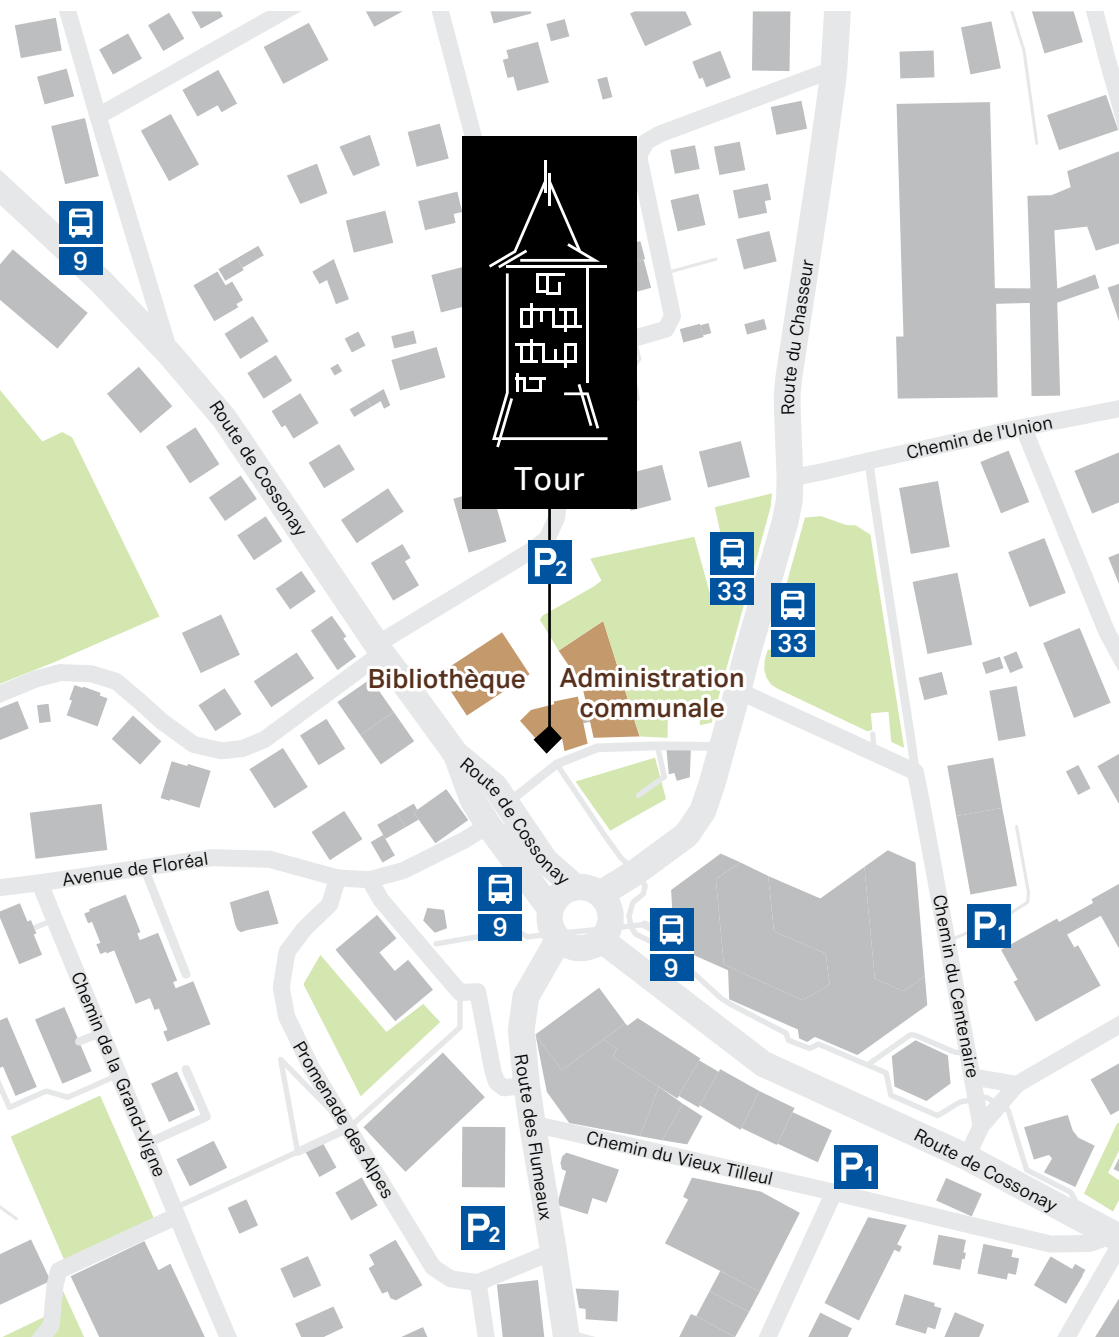 9
Route du Chasseur
Route de Cossonay
Chemin de l'Union
Tour
P2
33
33
Bibliothèque
Administration
communale
Route de Cossonay
Avenue de Floréal
9
9
P1
Chemin du Centenaire
Chemin de la Grand-Vigne
Promenade des Alpes
Route des Flumeaux
Chemin du Vieux Tilleul
P1
Route de Cossonay
P2